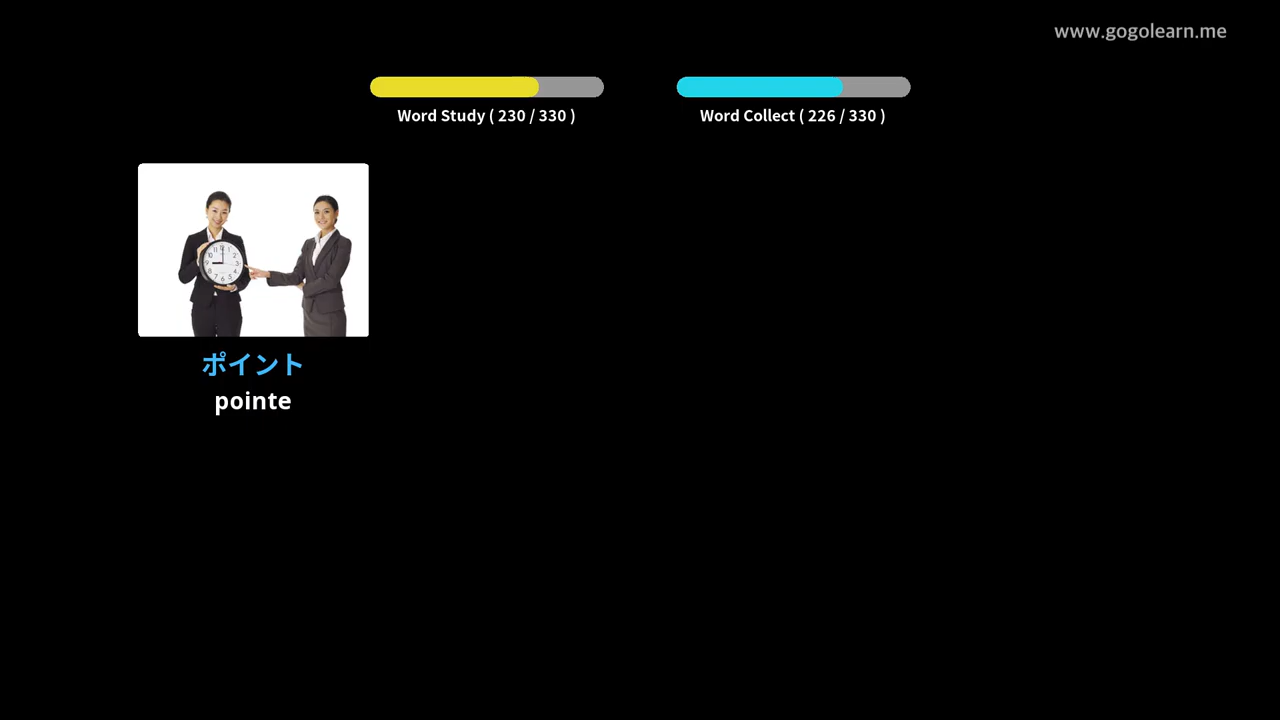 www.gogolearn.me
Word Study ( 230 / 330 )
Word Collect ( 226 / 330 )
ポイント
pointe